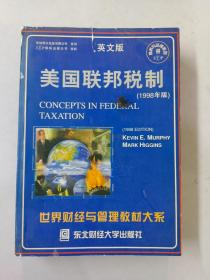 英文版
美国联邦税制
(1998年版)
CONCEPTS IN FEDERAL
TAXATION
(1998 EDITION)
KEVIN E. MURPHY
MARK HIGGINS
世界财经与管理教材大系
东北财经大学出版社